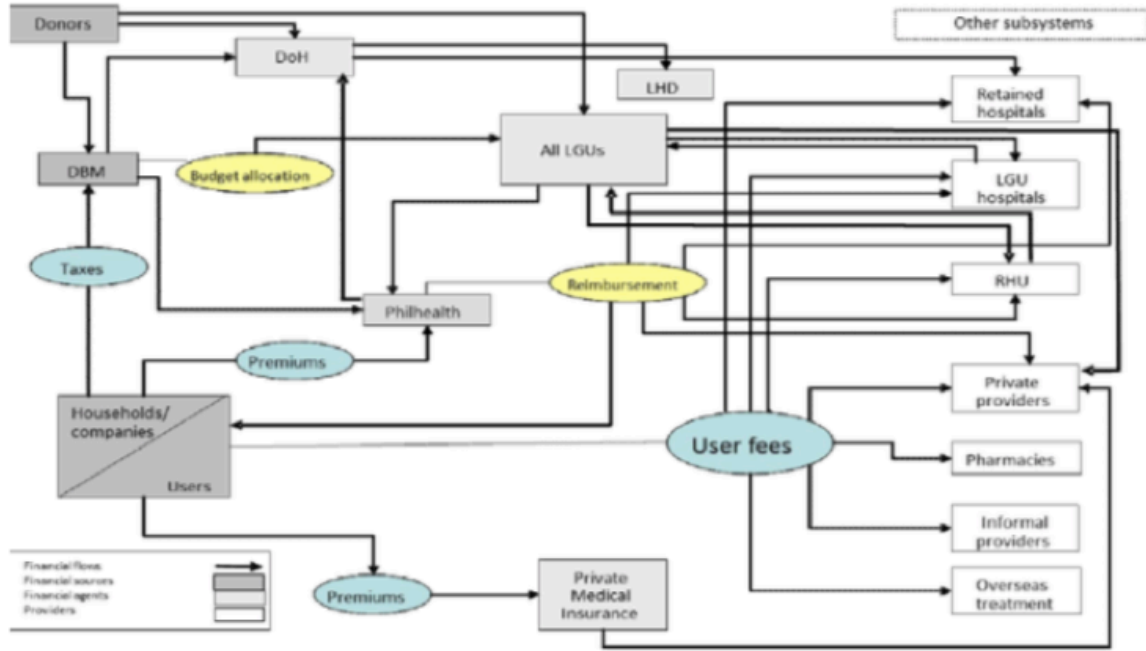 Donors
Other subsystems
DoH
LHD
Retained
hospitals
All LGUs
DBM
Budget allocation
LGU
hospitals
Taxes
Reimbursement
RHU
Philhealth
Premiums
Private
providers
Households/
companies
Users
User fees
Pharmacies
Informal
providers
Financial flows
Financial sources
Financial agents
Providers
Premiums
Private
Medical
Insurance
Overseas
treatment